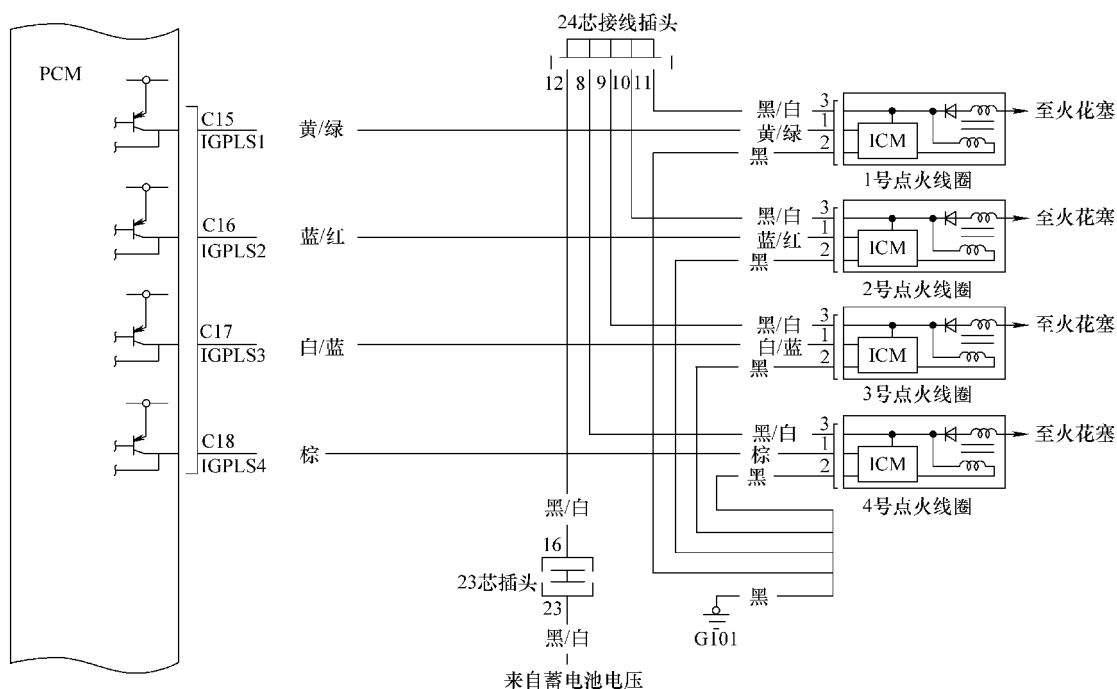 24芯接线插头
12 8 9 10 11
PCM
C15
IGPLS1
黄/绿
黑/白 3
黄/绿 1
黑 2
ICM
至火花塞
1号点火线圈
C16
IGPLS2
蓝/红
黑/白 3
蓝/红 1
黑 2
ICM
至火花塞
2号点火线圈
C17
IGPLS3
白/蓝
黑/白 3
白/蓝 1
黑 2
ICM
至火花塞
3号点火线圈
C18
IGPLS4
棕
黑/白 3
棕 1
黑 2
ICM
至火花塞
4号点火线圈
黑/白
16
23芯插头
23
黑/白
来自蓄电池电压
黑
G101